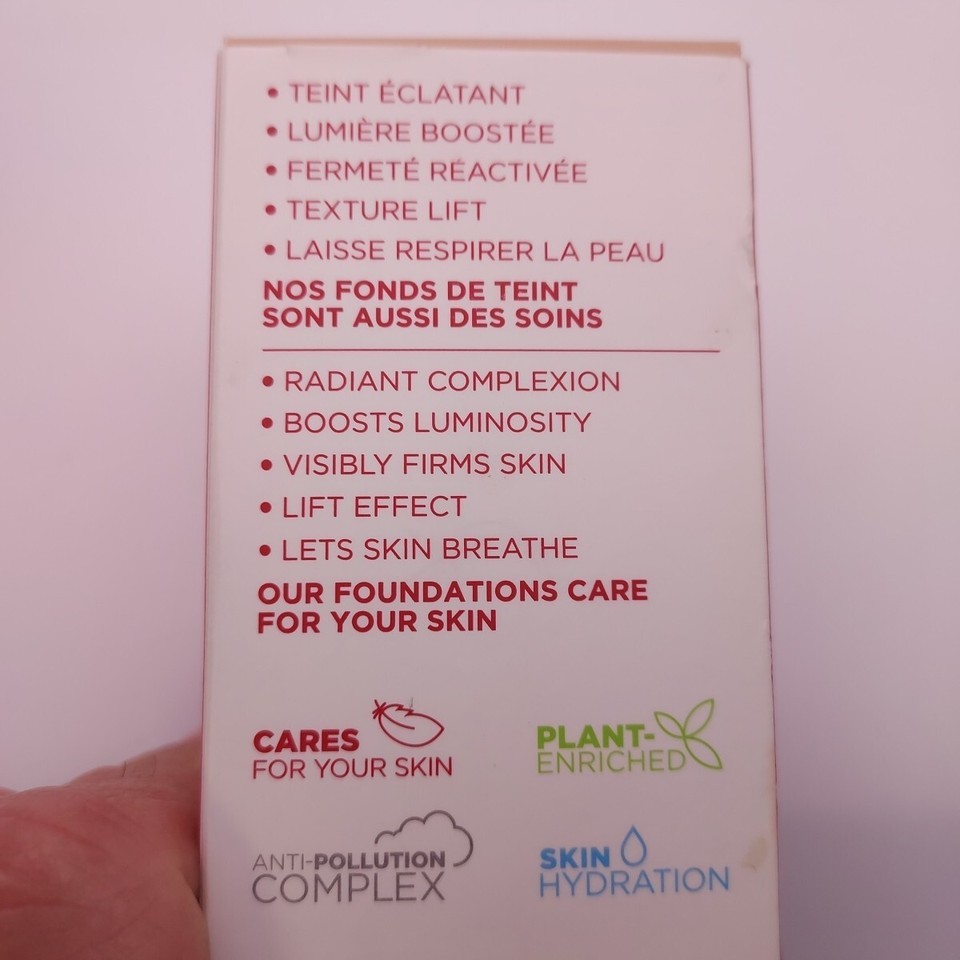 • TEINT ÉCLATANT
• LUMIÈRE BOOSTÉE
• FERMETÉ RÉACTIVÉE
• TEXTURE LIFT
• LAISSE RESPIRER LA PEAU
NOS FONDS DE TEINT
SONT AUSSI DES SOINS
• RADIANT COMPLEXION
• BOOSTS LUMINOSITY
• VISIBLY FIRMS SKIN
• LIFT EFFECT
• LETS SKIN BREATHE
OUR FOUNDATIONS CARE
FOR YOUR SKIN
CARES
FOR YOUR SKIN
PLANT-
ENRICHED
ANTI-POLLUTION
COMPLEX
SKIN
HYDRATION